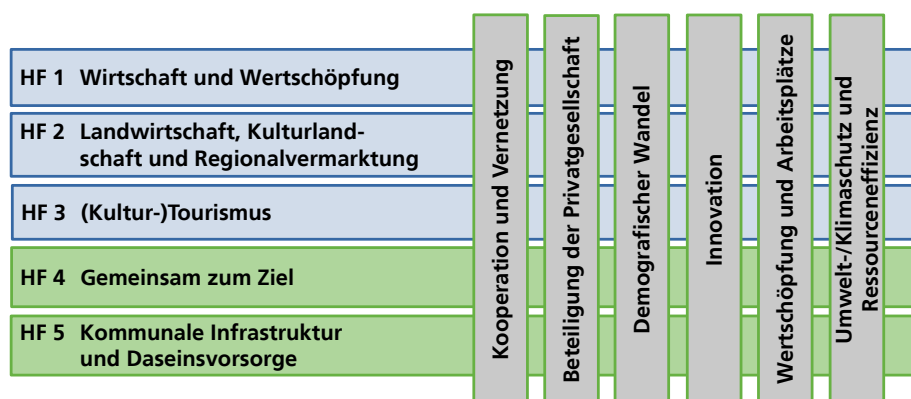 HF 1 Wirtschaft und Wertschöpfung
HF 2 Landwirtschaft, Kulturland-
schaft und Regionalvermarktung
HF 3 (Kultur-)Tourismus
HF 4 Gemeinsam zum Ziel
HF 5 Kommunale Infrastruktur
und Daseinsvorsorge
Kooperation und Vernetzung
Beteiligung der Privatgesellschaft
Demografischer Wandel
Innovation
Wertschöpfung und Arbeitsplätze
Umwelt-/Klimaschutz und
Ressourceneffizienz